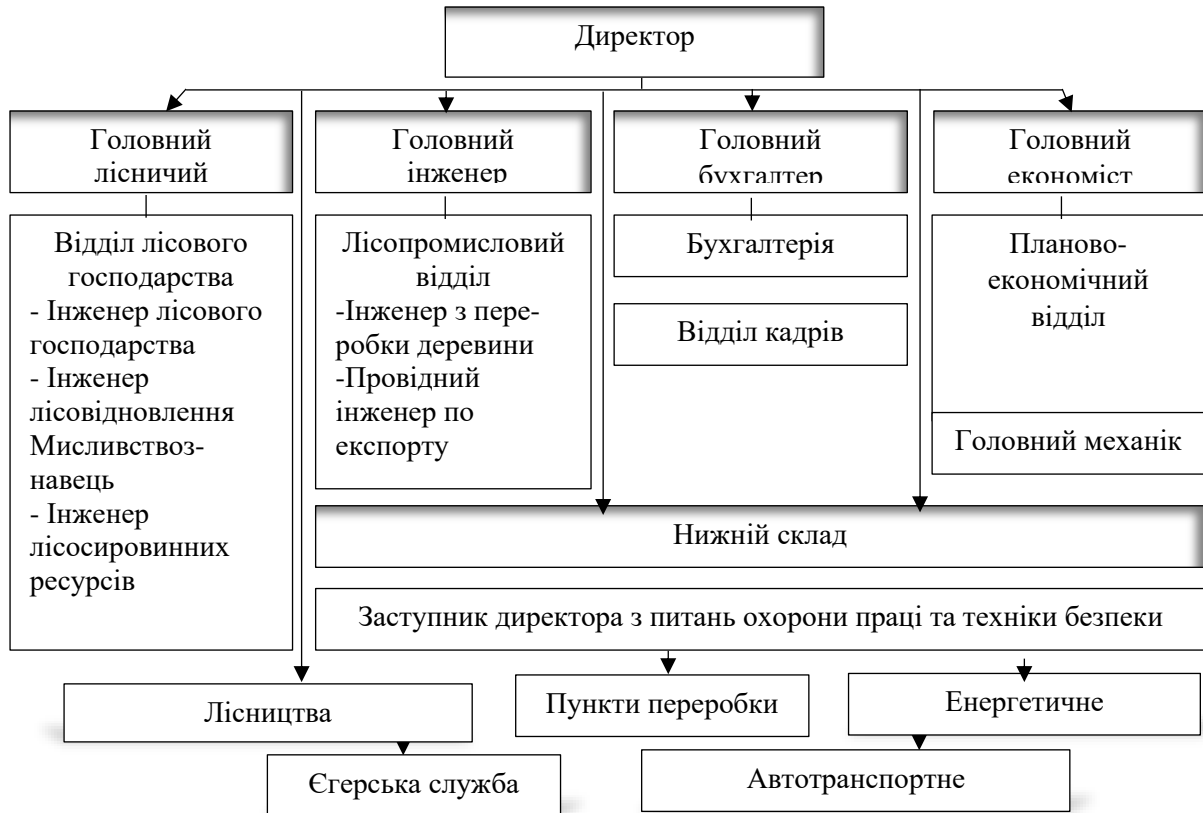 Директор
Головний
лісничий
Головний
інженер
Головний
бухгалтер
Головний
економіст
Відділ лісового
господарства
- Інженер лісового
господарства
- Інженер
лісовідновлення
Мисливствоз-
навець
- Інженер
лісосировинних
ресурсів
Лісопромисловий
відділ
-Інженер з пере-
робки деревини
-Провідний
інженер по
експорту
Бухгалтерія
Відділ кадрів
Планово-
економічний
відділ
Головний механік
Нижній склад
Заступник директора з питань охорони праці та техніки безпеки
Лісництва
Пункти переробки
Енергетичне
Єгерська служба
Автотранспортне